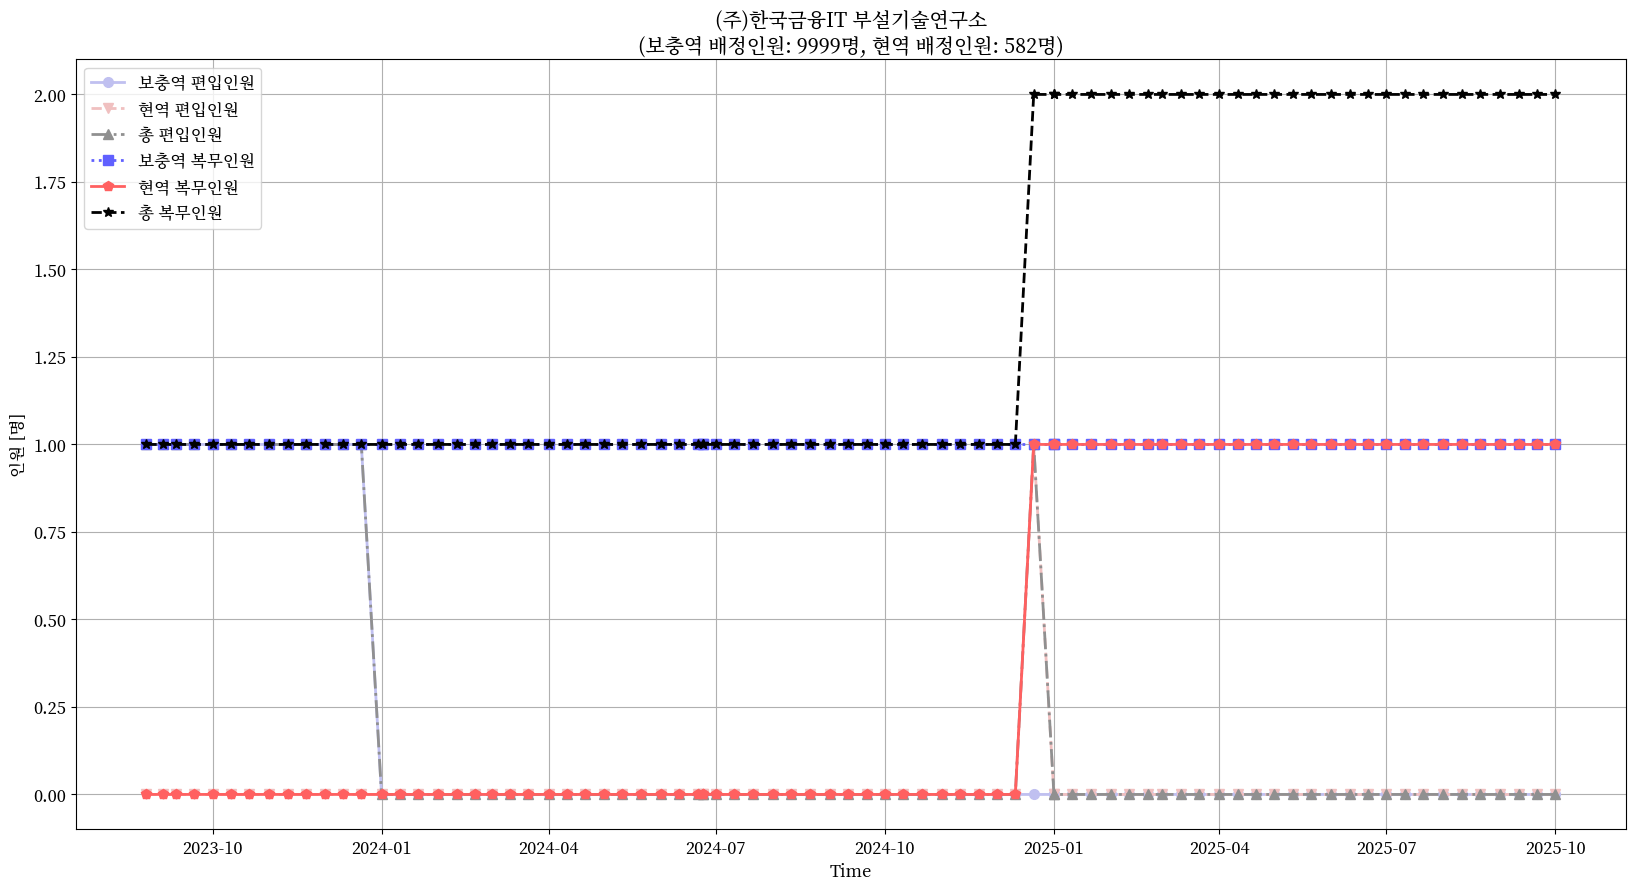 (주)한국금융IT 부설기술연구소
(보충역 배정인원: 9999명, 현역 배정인원: 582명)
보충역 편입인원
현역 편입인원
총 편입인원
보충역 복무인원
현역 복무인원
총 복무인원
2.00
1.75
1.50
1.25
1.00
0.75
0.50
0.25
0.00
인원 [명]
2023-10
2024-01
2024-04
2024-07
2024-10
2025-01
2025-04
2025-07
2025-10
Time